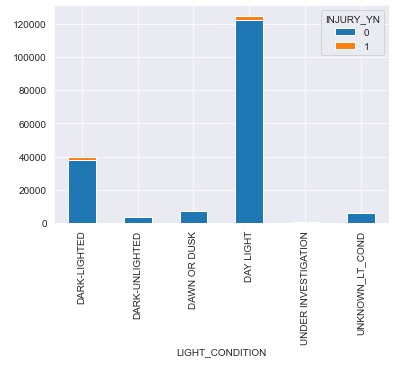 INJURY_YN
0
1
120000
100000
80000
60000
40000
20000
0
DARK-LIGHTED
DARK-UNLIGHTED
DAWN OR DUSK
DAY LIGHT
UNDER INVESTIGATION
UNKNOWN_LT_COND
LIGHT_CONDITION